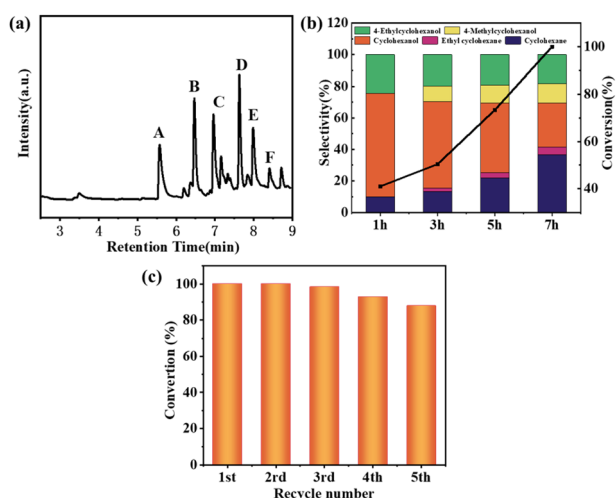 (a)
Intensity(a.u.)
A
B
C
D
E
F
3 4 5 6 7 8 9
Retention Time(min)
(b)
120
100
80
60
40
20
0
Selectivity(%)
4-Ethylcyclohexanol 4-Methylcyclohexanol
Cyclohexanol Ethyl cyclohexane Cyclohexane
100
80
60
40
Conversion(%)
1h 3h 5h 7h
(c)
100
80
60
40
20
0
Convertion (%)
1st 2rd 3rd 4th 5th
Recycle number